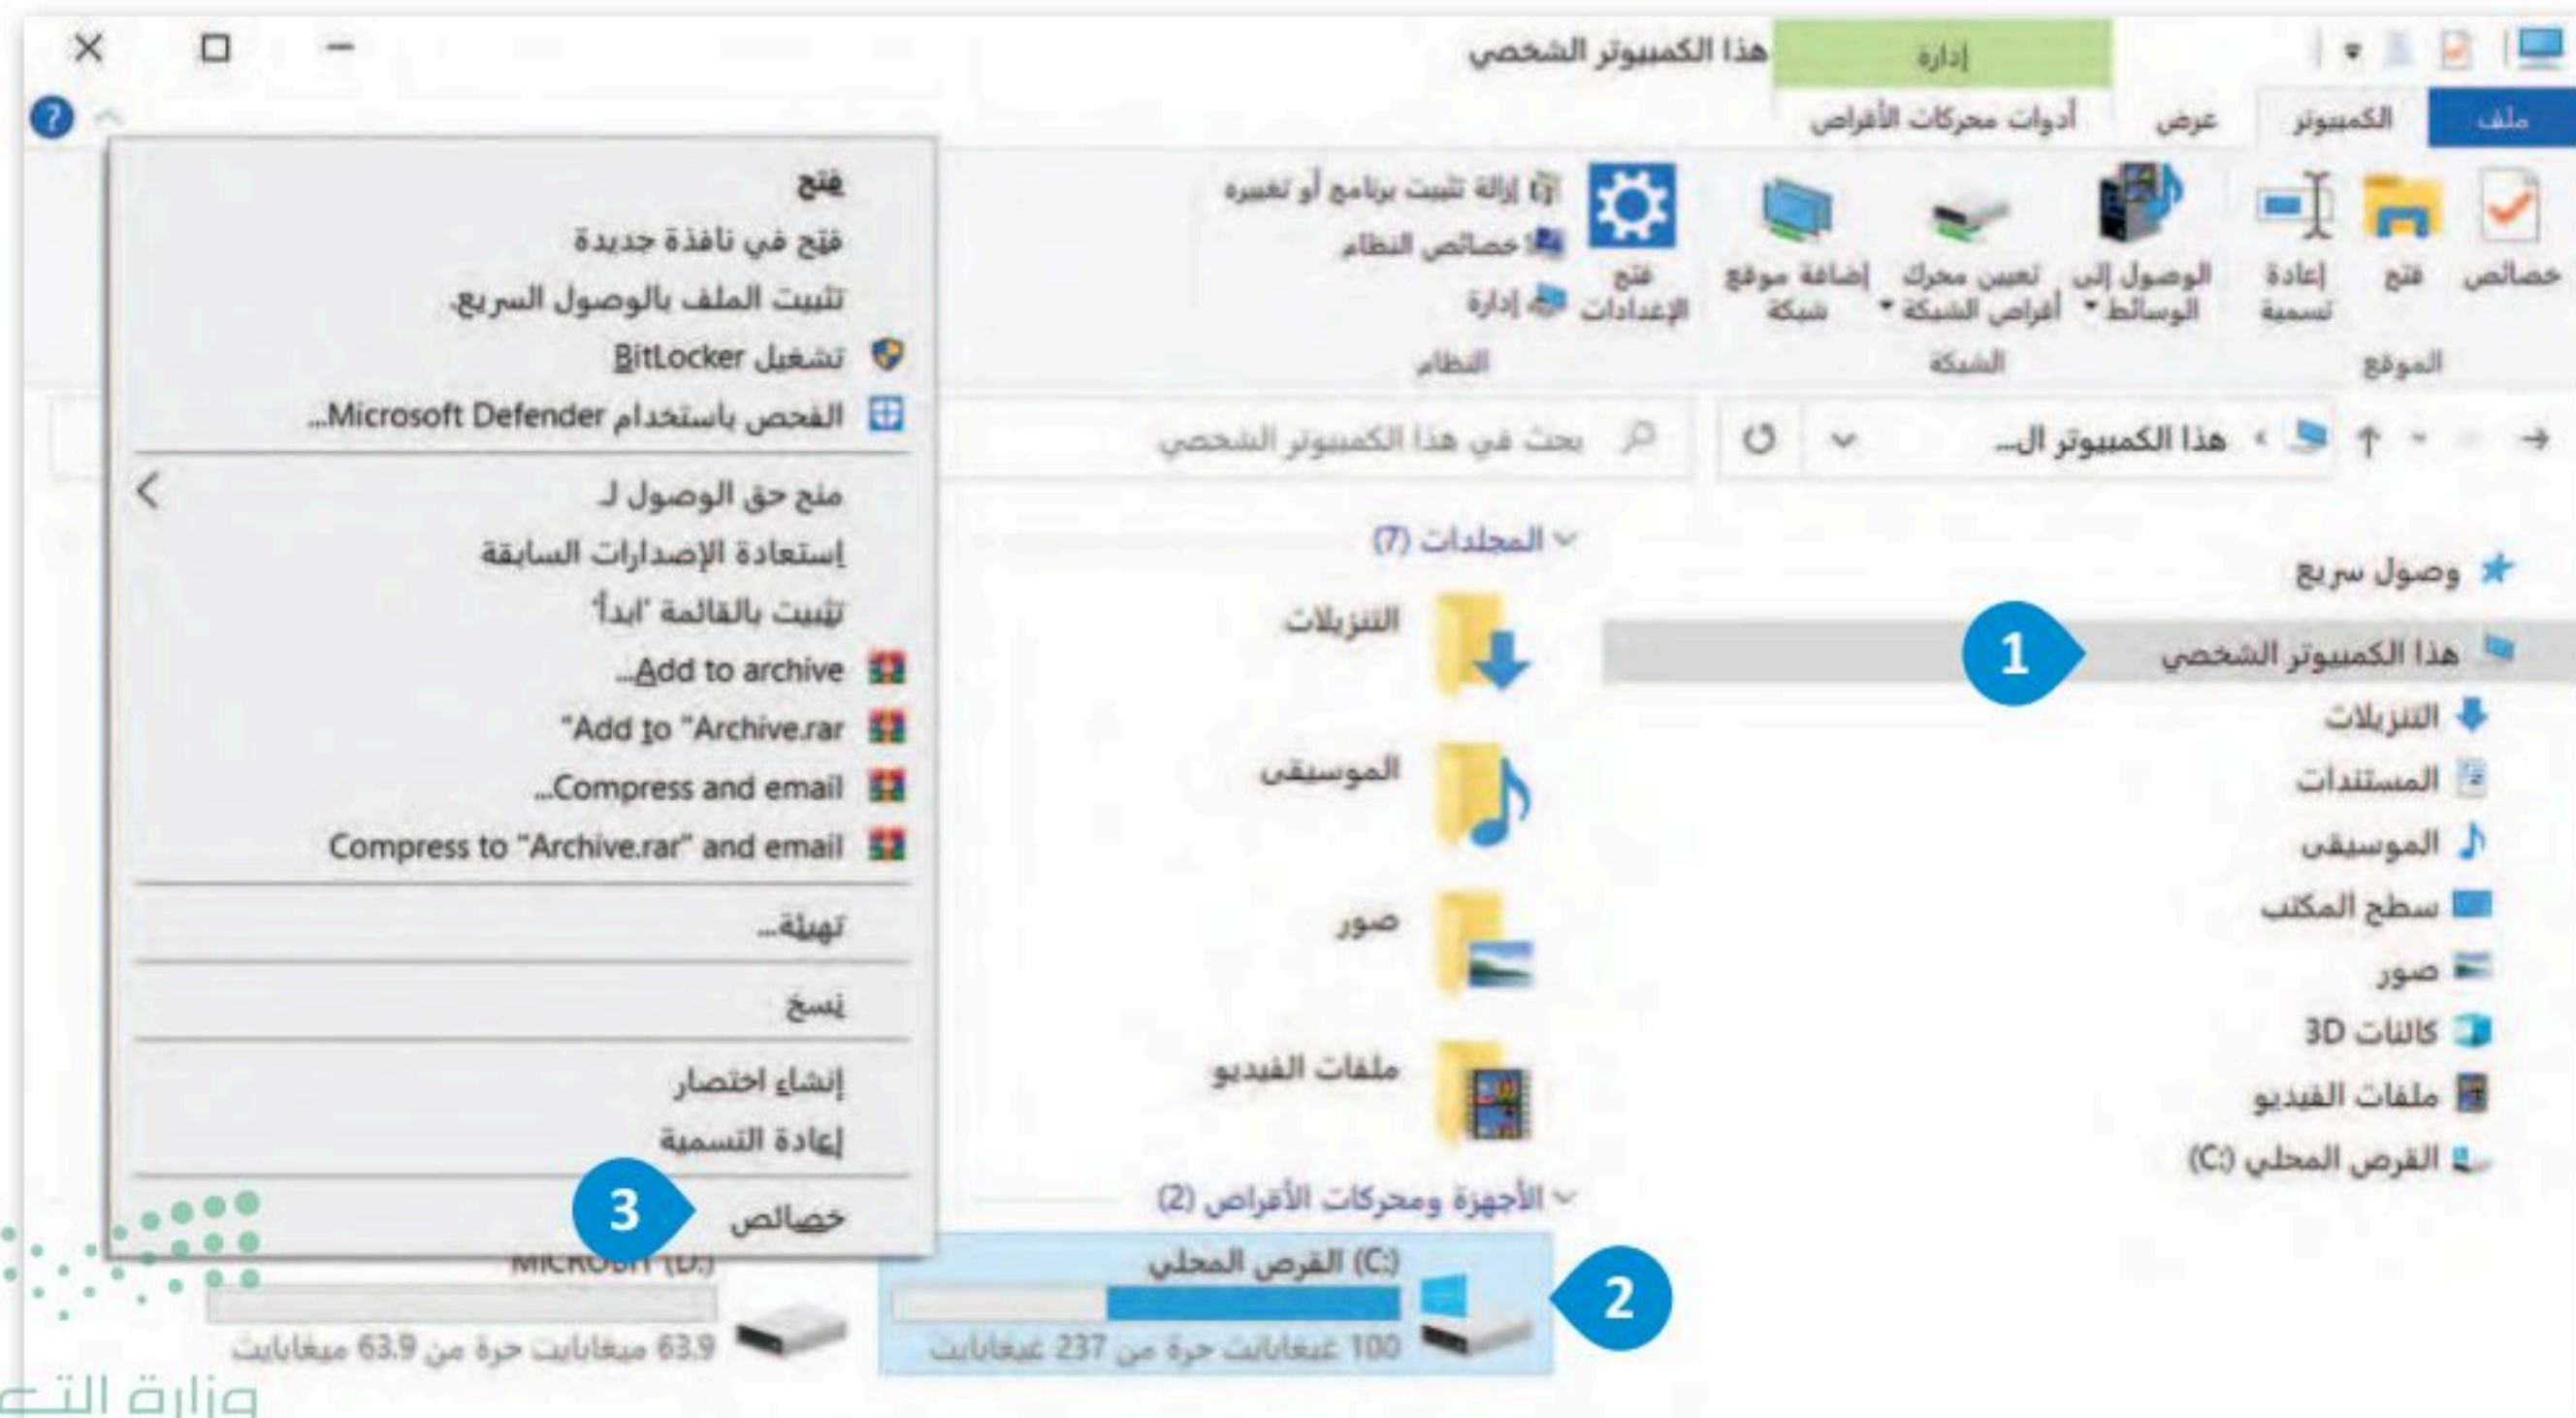 هذا الكمبيوتر الشخصي
إدارة
ملف
الكمبيوتر
عرض
أدوات محركات الأقراص
?
خصائص
فتح
إعادة تسمية
الموقع
الوصول إلى الوسائط
تعيين محرك أقراص الشبكة
إضافة موقع شبكة
الشبكة
فتح الإعدادات
إزالة تثبيت برنامج أو تغييره
خصائص النظام
إدارة
النظام
هذا الكمبيوتر ال...
بحث في هذا الكمبيوتر الشخصي
وصول سريع
هذا الكمبيوتر الشخصي
1
التنزيلات
المستندات
الموسيقى
سطح المكتب
صور
كائنات 3D
ملفات الفيديو
القرص المحلي (C:)
المجلدات (7)
التنزيلات
الموسيقى
صور
ملفات الفيديو
الأجهزة ومحركات الأقراص (2)
(C:) القرص المحلي
100 غيغابايت حرة من 237 غيغابايت
2
MICROBIT (D:)
63.9 ميغابايت حرة من 63.9 ميغابايت
فتح
فتح في نافذة جديدة
تثبيت الملف بالوصول السريع.
تشغيل BitLocker
الفحص باستخدام Microsoft Defender...
منح حق الوصول لـ
إستعادة الإصدارات السابقة
تثبيت بالقائمة 'ابدأ'
Add to archive...
Add to "Archive.rar"
Compress and email...
Compress to "Archive.rar" and email
تهيئة...
نسخ
إنشاء اختصار
إعادة التسمية
خصائص
3
وزارة التع